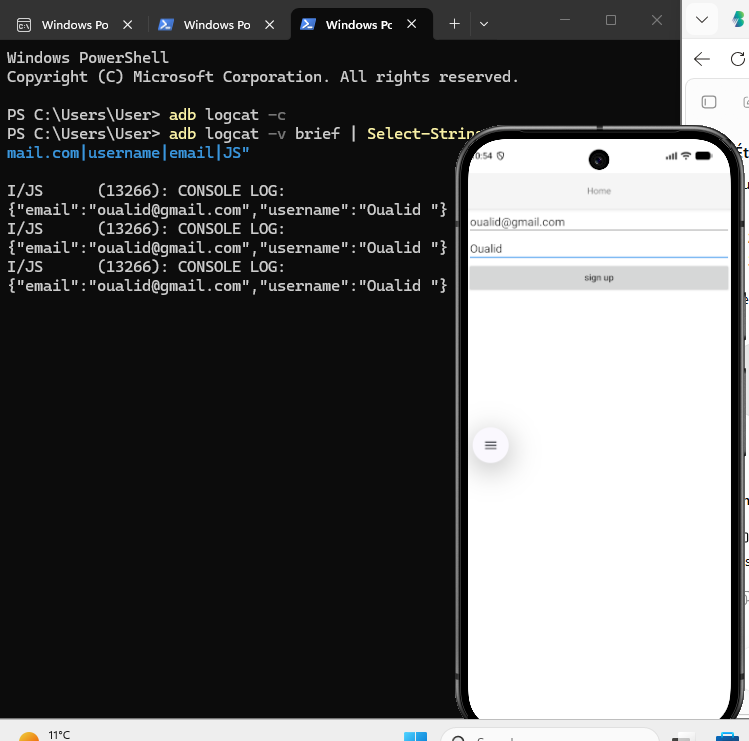 Windows Po
Windows Po
Windows Pc
Windows PowerShell
Copyright (C) Microsoft Corporation. All rights reserved.
PS C:\Users\User> adb logcat -c
PS C:\Users\User> adb logcat -v brief | Select-String
mail.com|username|email|JS"
I/JS      (13266): CONSOLE LOG:
{"email":"oualid@gmail.com","username":"Oualid "}
I/JS      (13266): CONSOLE LOG:
{"email":"oualid@gmail.com","username":"Oualid "}
I/JS      (13266): CONSOLE LOG:
{"email":"oualid@gmail.com","username":"Oualid "}
0:54
Home
oualid@gmail.com
Oualid
sign up
11°C